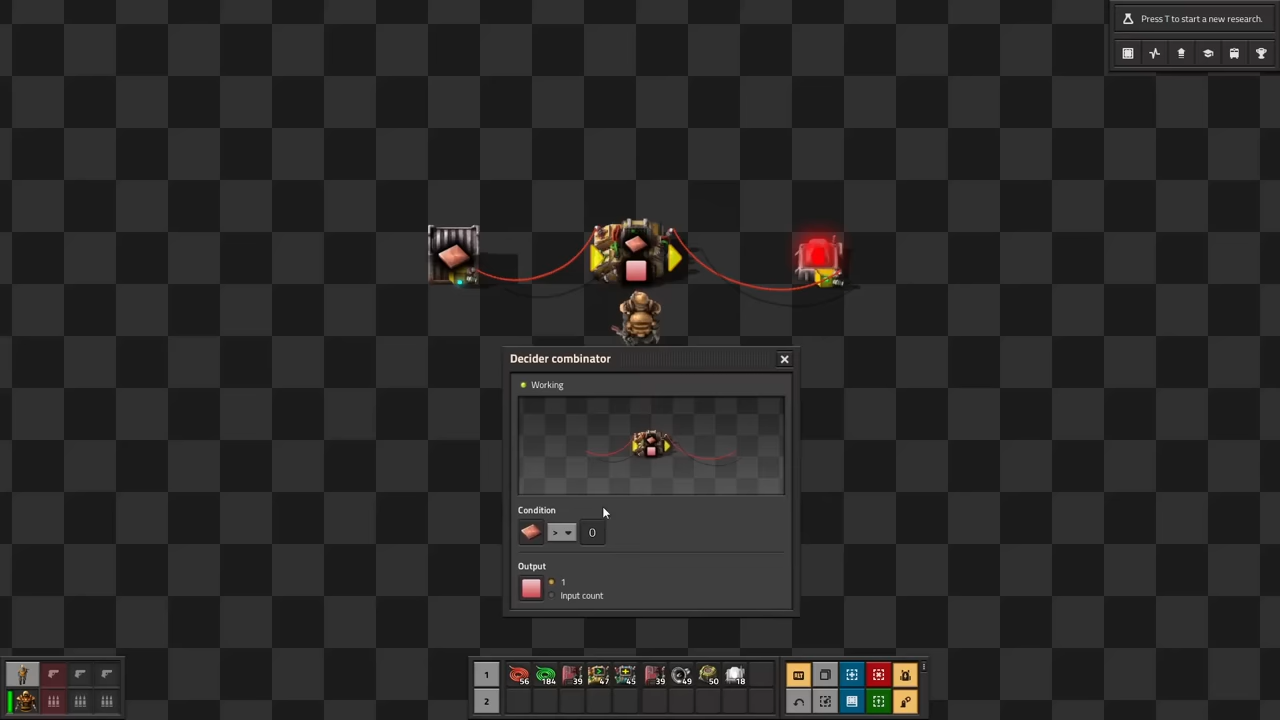 Press T to start a new research.
Decider combinator
Working
Condition
> 0
Output
1
Input count
1 56 184 39 47 45 39 49 50 18
2
ALT